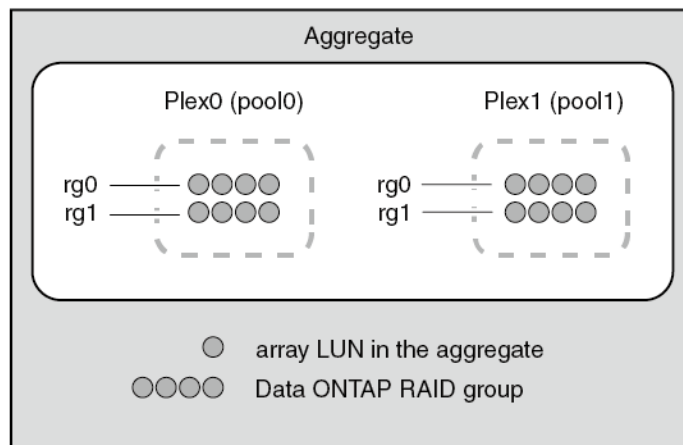 Aggregate
Plex0 (pool0)
Plex1 (pool1)
rg0
rg1
rg0
rg1
array LUN in the aggregate
Data ONTAP RAID group